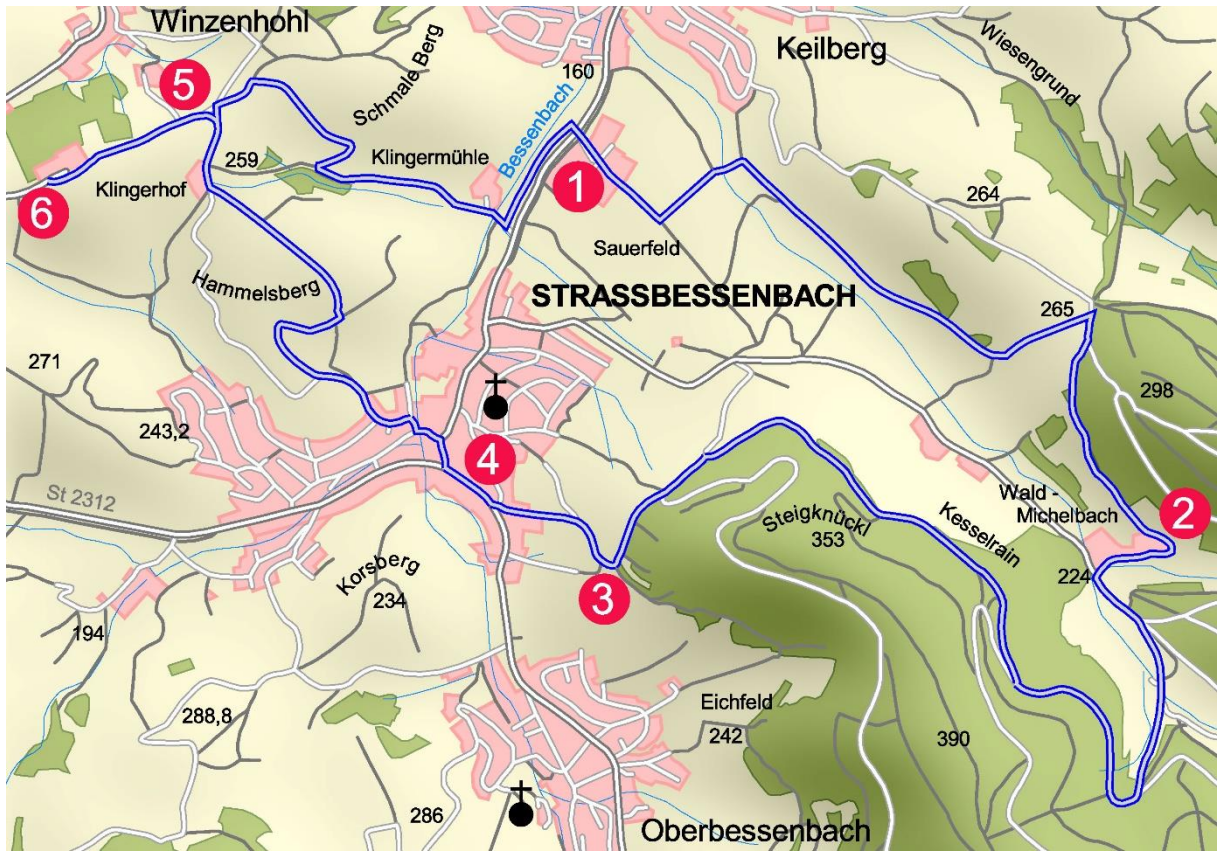 Winzenhohl
Keilberg
Wiesengrund
Schmale Berg
160
5
Bessenbach
259
Klingermühle
1
Klingerhof
6
264
Sauerfeld
Hammelsberg
STRASSBESSENBACH
265
271
298
243,2
4
St 2312
Wald -
Michelbach
2
Steigknückl
353
Kesselrain
224
Korsberg
234
3
194
Eichfeld
242
288,8
390
286
Oberbessenbach